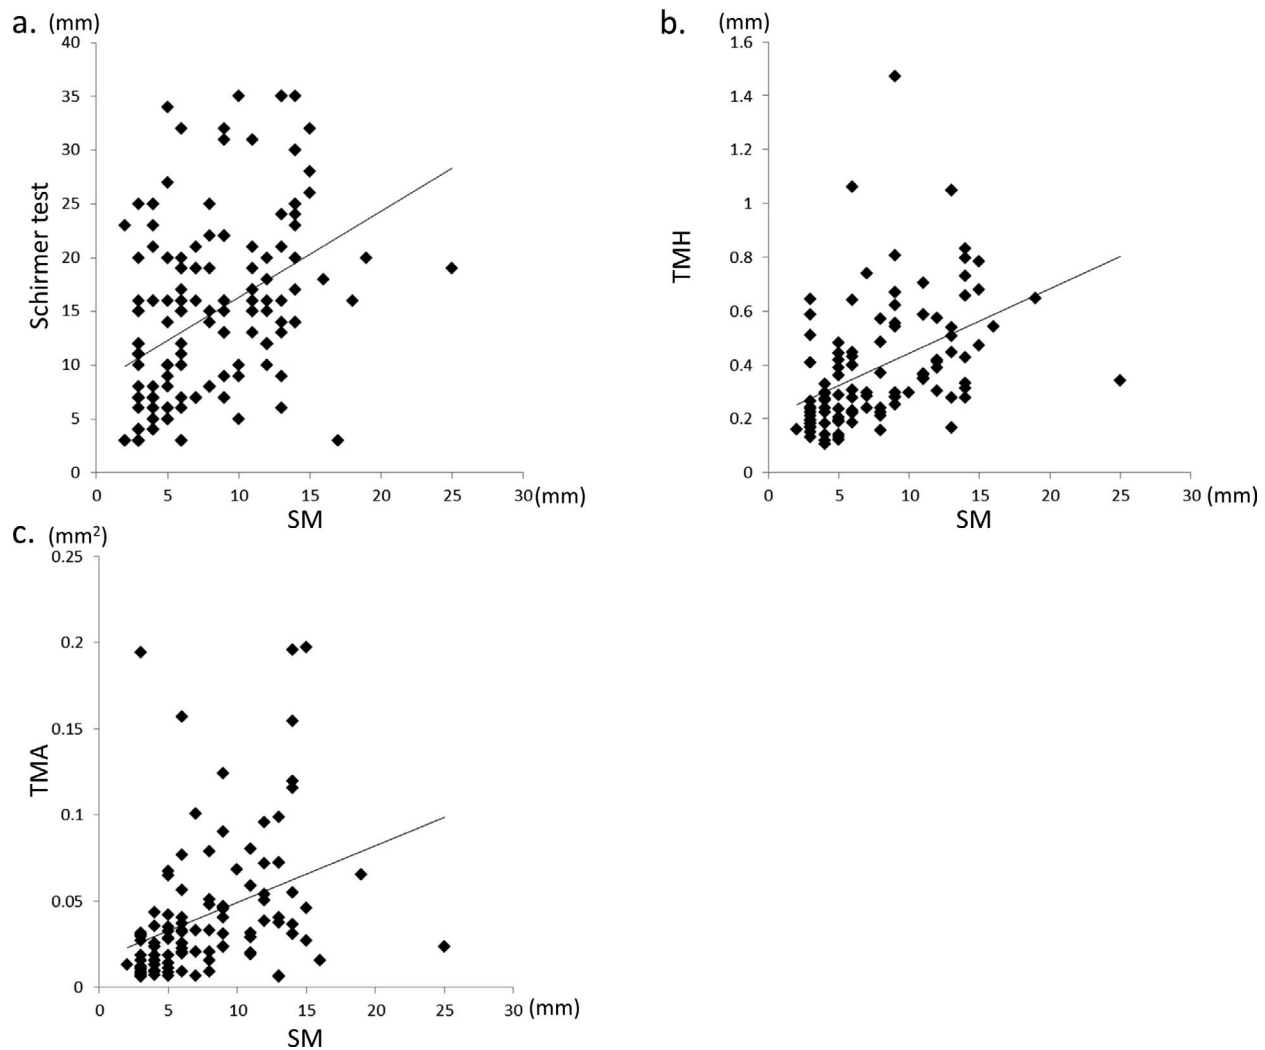 a. (mm)
40
35
30
25
20
15
10
5
0
Schirmer test
0 5 10 15 20 25 30 (mm)
SM
b. (mm)
1.6
1.4
1.2
1
0.8
0.6
0.4
0.2
0
TMH
0 5 10 15 20 25 30 (mm)
SM
c. (mm²)
0.25
0.2
0.15
0.1
0.05
0
TMA
0 5 10 15 20 25 30 (mm)
SM